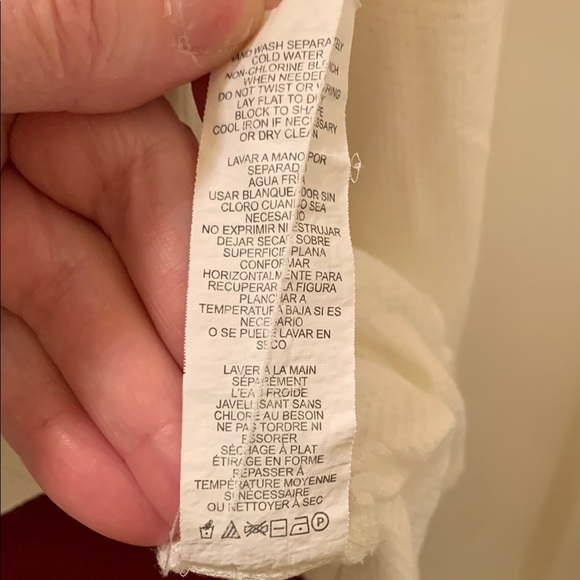 HAND WASH SEPARATELY
COLD WATER
NON-CHLORINE BLEACH
WHEN NEEDED
DO NOT TWIST OR WRING
LAY FLAT TO DRY
BLOCK TO SHAPE
COOL IRON IF NECESSARY
OR DRY CLEAN
LAVAR A MANO POR
SEPARAD
AGUA FRIA
USAR BLANQUEADOR SIN
CLORO CUANDO SEA
NECESARIO
NO EXPRIMIR NI ESTRUJAR
DEJAR SECAR SOBRE
SUPERFICIE PLANA
CONFORMAR
HORIZONTALMENTE PARA
RECUPERAR LA FIGURA
PLANCHAR A
TEMPERATURA BAJA SI ES
NECESARIO
O SE PUEDE LAVAR EN
SECO
LAVER A LA MAIN
SÉPARÉMENT
L'EAU FROIDE
JAVELLISANT SANS
CHLORE AU BESOIN
NE PAS TORDRE NI
ESSORER
SÉCHAGE À PLAT
ÉTIRAGE EN FORME
REPASSER À
TEMPÉRATURE MOYENNE
SI NÉCESSAIRE
OU NETTOYER À SEC
P